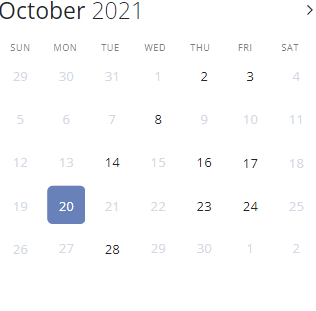 October 2021
SUN MON TUE WED THU FRI SAT
29 30 31 1 2 3 4
5 6 7 8 9 10 11
12 13 14 15 16 17 18
19 20 21 22 23 24 25
26 27 28 29 30 1 2